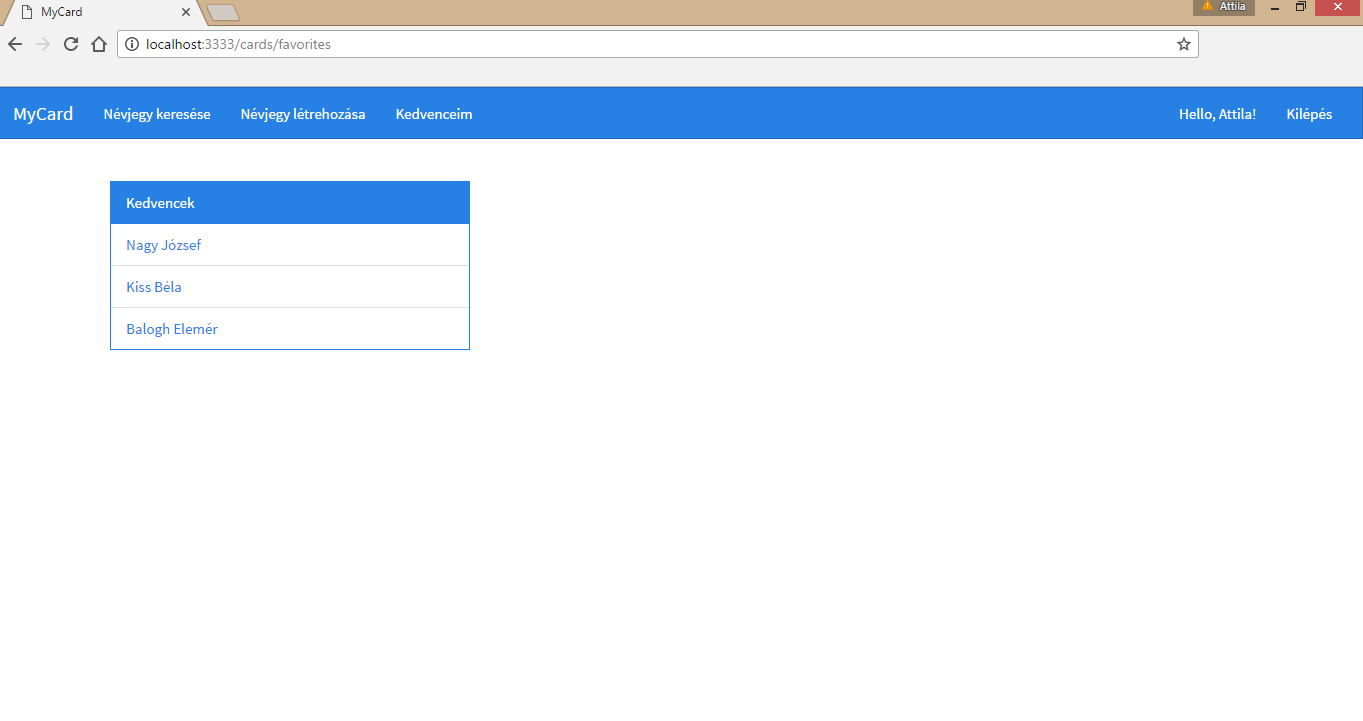 MyCard
Attila
localhost:3333/cards/favorites
MyCard Névjegy keresése Névjegy létrehozása Kedvenceim Hello, Attila! Kilépés
Kedvencek
Nagy József
Kiss Béla
Balogh Elemér